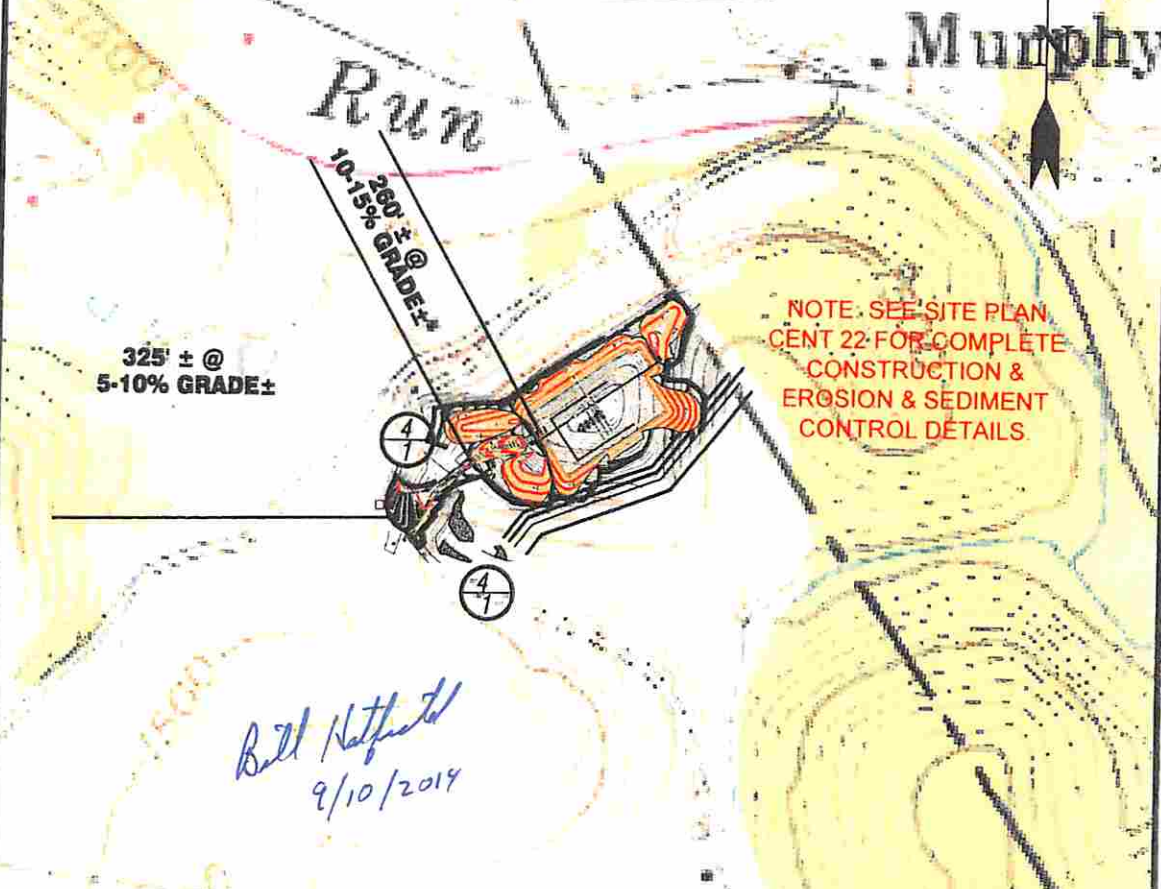 Murphy
Run
260' ± @
10-15% GRADE±
325' ± @
5-10% GRADE±
NOTE: SEE SITE PLAN
CENT 22 FOR COMPLETE
CONSTRUCTION &
EROSION & SEDIMENT
CONTROL DETAILS.
4
1
4
1
1500
Bill Hatfield
9/10/2014